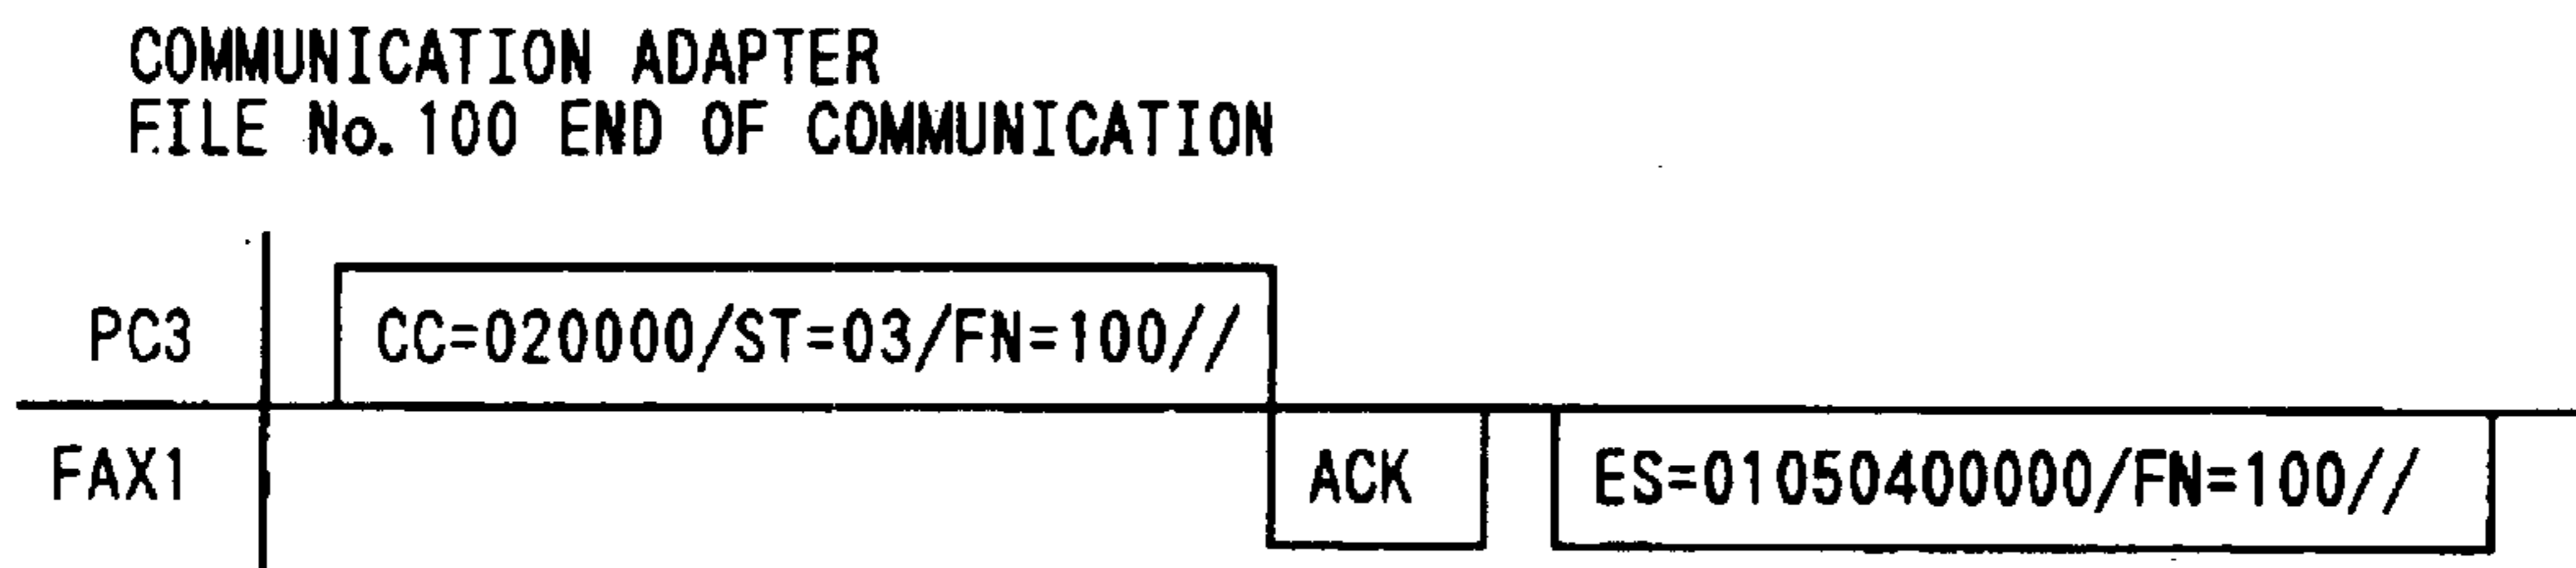 COMMUNICATION ADAPTER
FILE No. 100 END OF COMMUNICATION
PC3 CC=020000/ST=03/FN=100//
FAX1 ACK ES=01050400000/FN=100//